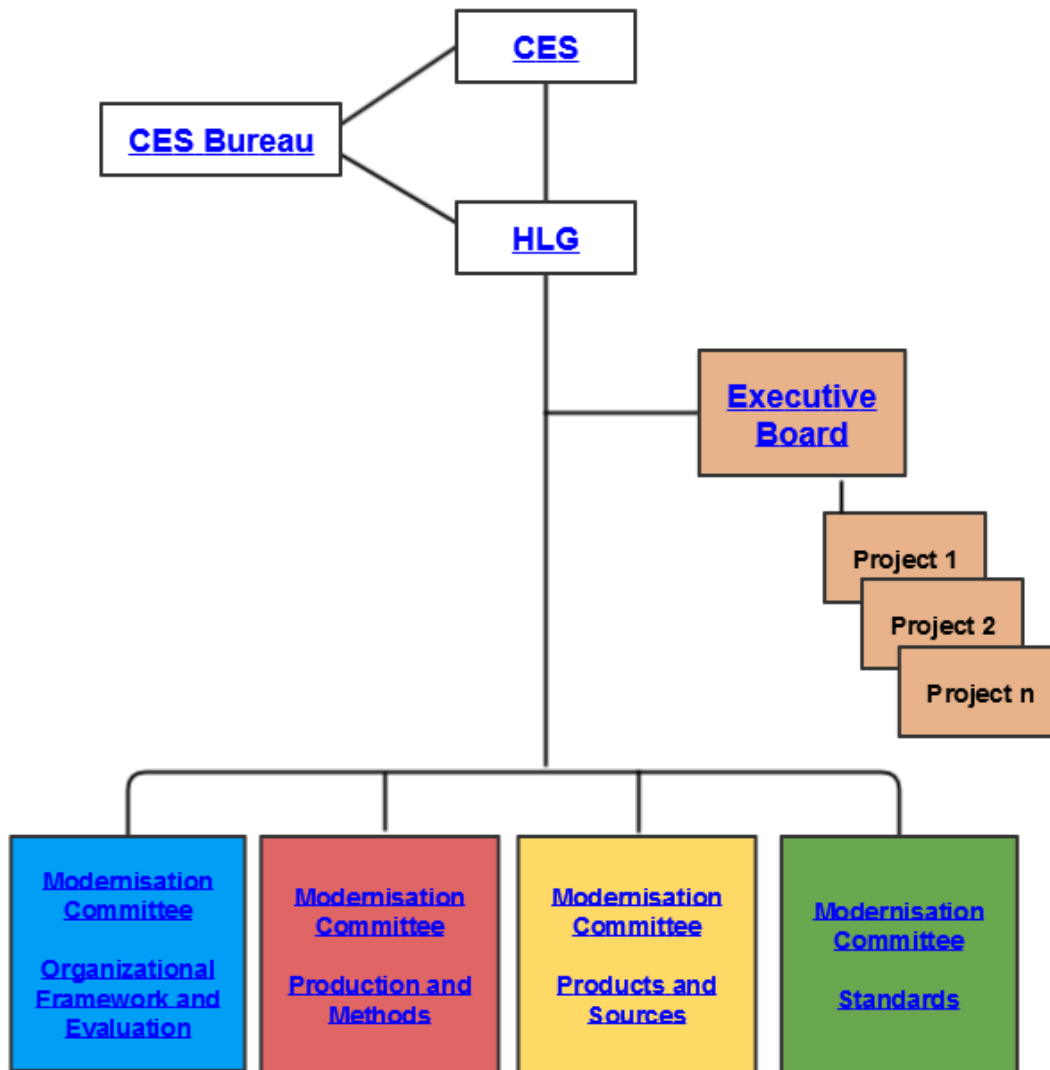 CES
CES Bureau
HLG
Executive
Board
Project 1
Project 2
Project n
Modernisation
Committee
Organizational
Framework and
Evaluation
Modernisation
Committee
Production and
Methods
Modernisation
Committee
Products and
Sources
Modernisation
Committee
Standards